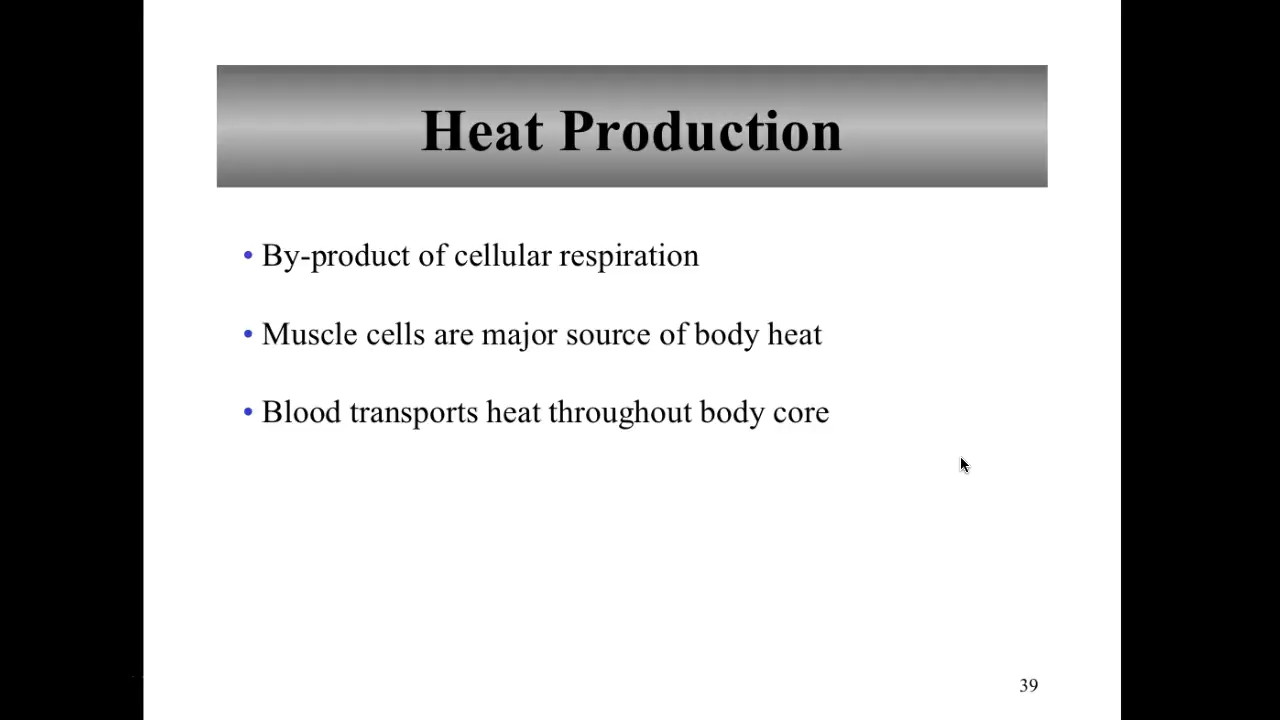 Heat Production
• By-product of cellular respiration
• Muscle cells are major source of body heat
• Blood transports heat throughout body core
39